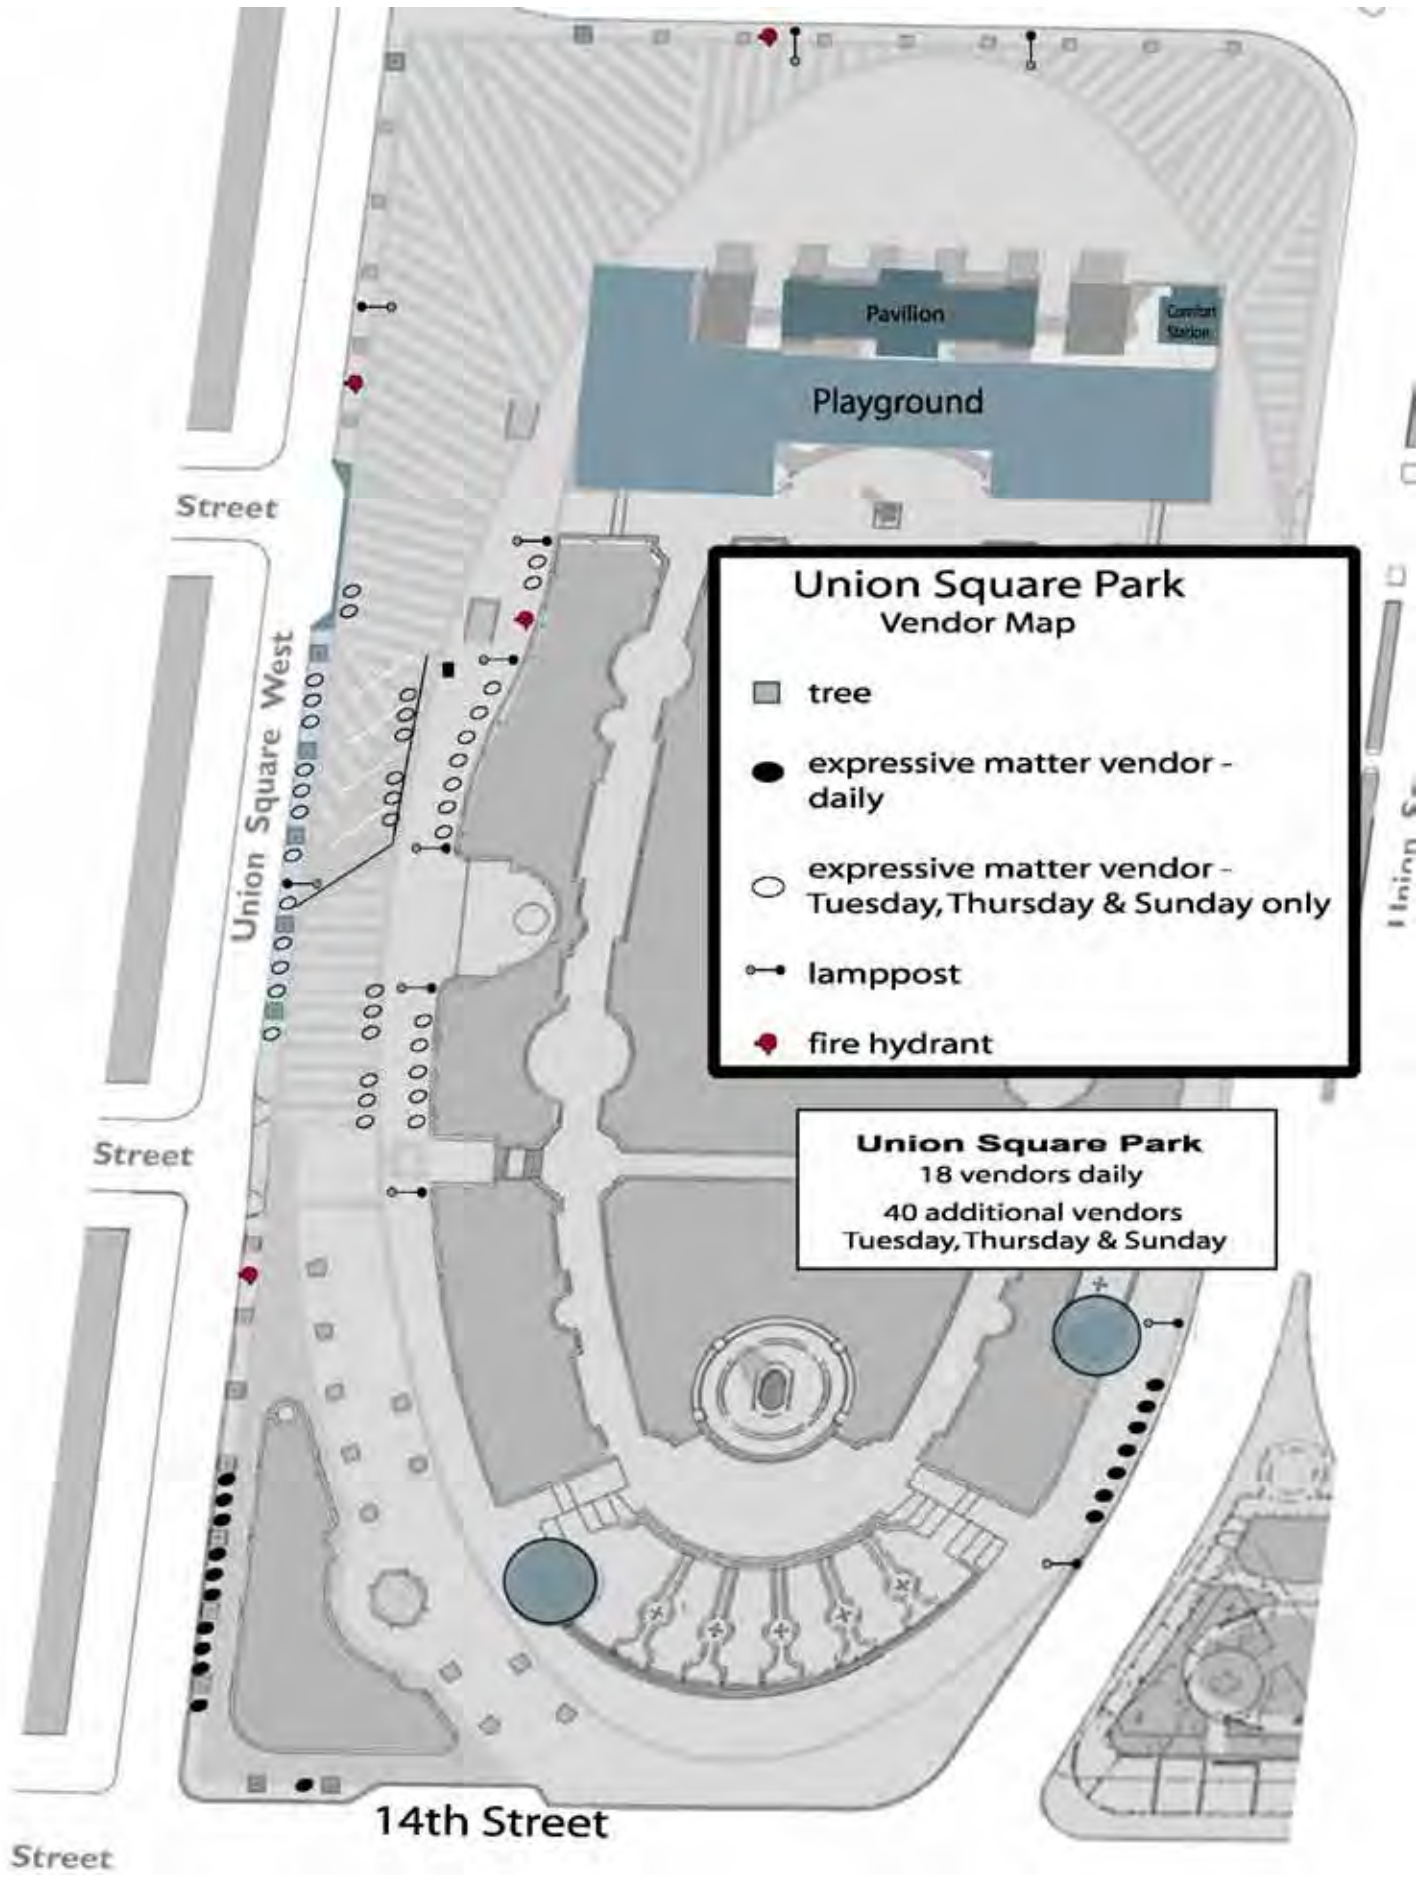 Pavilion
Comfort
Station
Playground
Street
Union Square West
Union Square Park
Vendor Map
tree
expressive matter vendor -
daily
expressive matter vendor -
Tuesday, Thursday & Sunday only
lamppost
fire hydrant
Street
Union Square Park
18 vendors daily
40 additional vendors
Tuesday, Thursday & Sunday
14th Street
Street